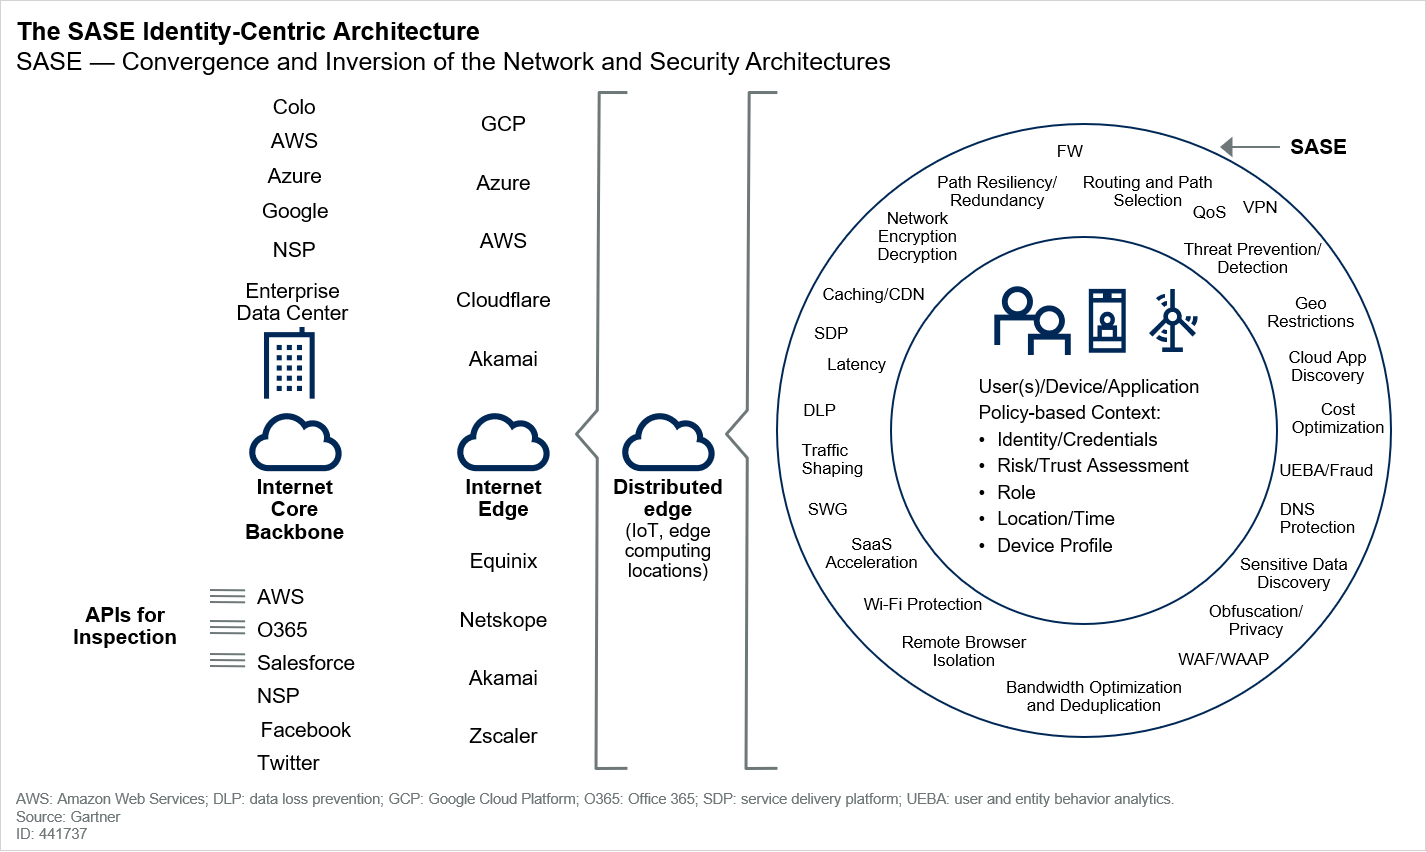 The SASE Identity-Centric Architecture
SASE — Convergence and Inversion of the Network and Security Architectures
Colo
AWS
Azure
Google
NSP
Enterprise
Data Center
Internet
Core
Backbone
APIs for
Inspection
AWS
O365
Salesforce
NSP
Facebook
Twitter
GCP
Azure
AWS
Cloudflare
Akamai
Internet
Edge
Equinix
Netskope
Akamai
Zscaler
Distributed
edge
(IoT, edge
computing
locations)
SASE
FW
Routing and Path
Selection
QoS
VPN
Threat Prevention/
Detection
Geo
Restrictions
Cloud App
Discovery
Cost
Optimization
UEBA/Fraud
DNS
Protection
Sensitive Data
Discovery
Obfuscation/
Privacy
WAF/WAAP
Bandwidth Optimization
and Deduplication
Remote Browser
Isolation
Wi-Fi Protection
SaaS
Acceleration
SWG
Traffic
Shaping
DLP
Latency
SDP
Caching/CDN
Network
Encryption
Decryption
Path Resiliency/
Redundancy
User(s)/Device/Application
Policy-based Context:
• Identity/Credentials
• Risk/Trust Assessment
• Role
• Location/Time
• Device Profile
AWS: Amazon Web Services; DLP: data loss prevention; GCP: Google Cloud Platform; O365: Office 365; SDP: service delivery platform; UEBA: user and entity behavior analytics.
Source: Gartner
ID: 441737